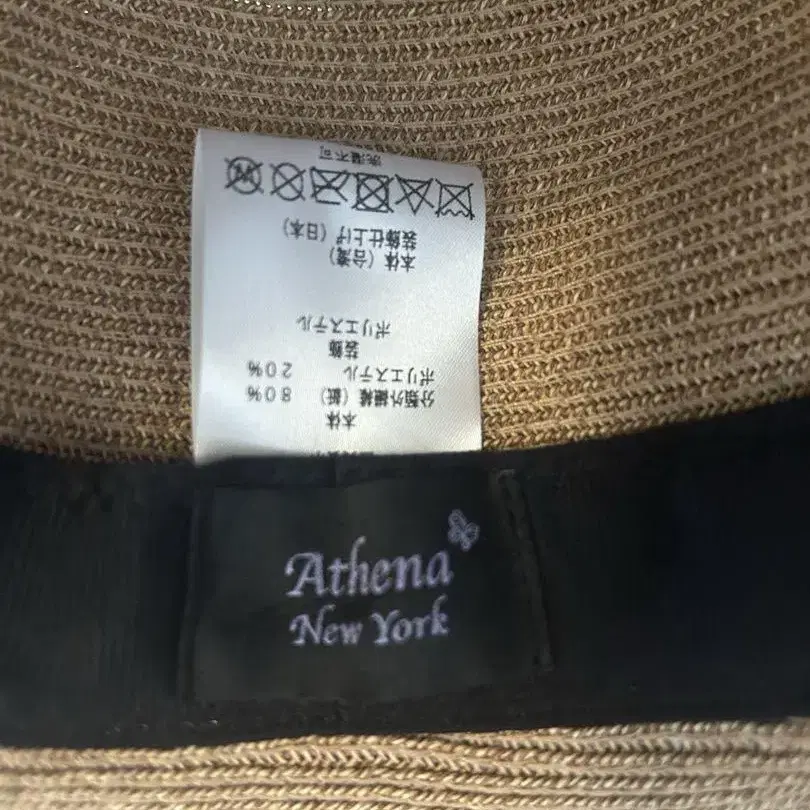 本体
分類外繊維（紙） 80%
ポリエステル 20%
装飾
ポリエステル
本体（台湾）
装飾仕上げ（日本）
洗濯不可
Athena
New York